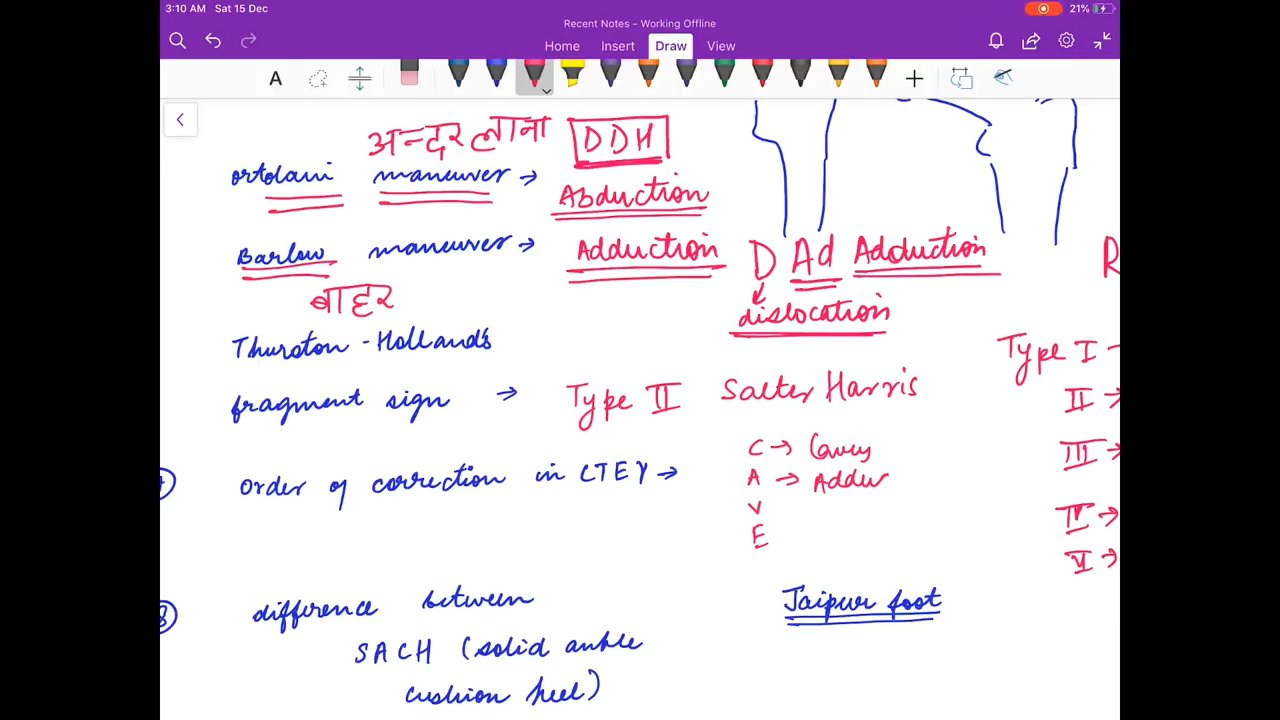 3:10 AM Sat 15 Dec
21%
Recent Notes - Working Offline
Home Insert Draw View
A
अन्दर लाना DDH
ortolani maneuver →
Abduction
Barlow maneuver → Adduction D Ad Adduction R
बाहर
dislocation
Thurston - Holland's
Type I →
fragment sign → Type II Salter Harris
II →
C → Cavus
III →
order of correction in CTEV → A → Adduc
V
IV →
E
V →
8 difference between Jaipur foot
SACH (solid ankle
cushion heel)